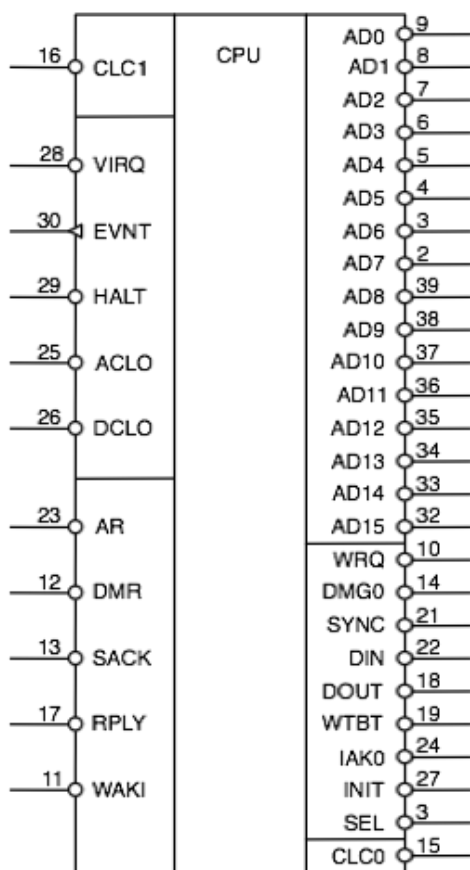 CPU
16 CLC1
28 VIRQ
30 EVNT
29 HALT
25 ACLO
26 DCLO
23 AR
12 DMR
13 SACK
17 RPLY
11 WAKI
AD0 9
AD1 8
AD2 7
AD3 6
AD4 5
AD5 4
AD6 3
AD7 2
AD8 39
AD9 38
AD10 37
AD11 36
AD12 35
AD13 34
AD14 33
AD15 32
WRQ 10
DMG0 14
SYNC 21
DIN 22
DOUT 18
WTBT 19
IAK0 24
INIT 27
SEL 3
CLC0 15